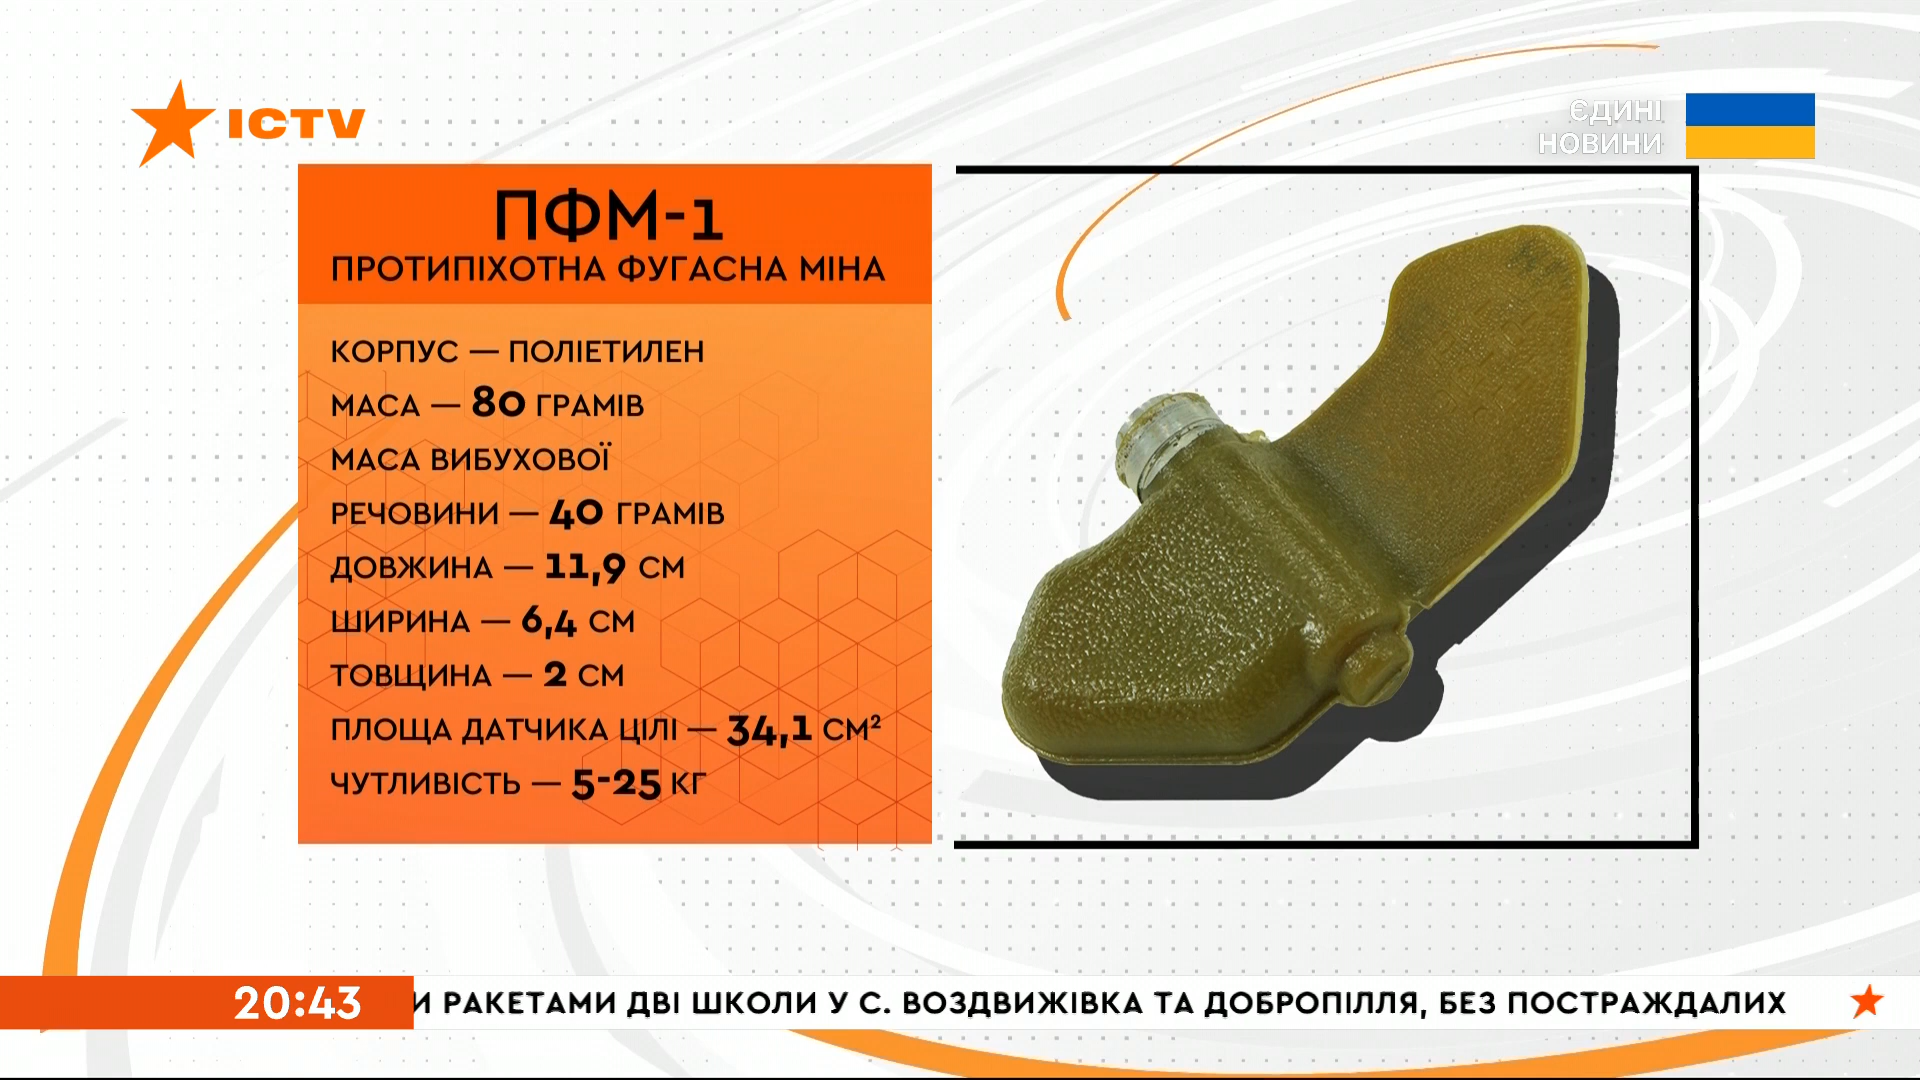 ICTV
ЄДИНІ
НОВИНИ
ПФМ-1
ПРОТИПІХОТНА ФУГАСНА МІНА
КОРПУС — ПОЛІЕТИЛЕН
МАСА — 80 ГРАМІВ
МАСА ВИБУХОВОЇ
РЕЧОВИНИ — 40 ГРАМІВ
ДОВЖИНА — 11,9 СМ
ШИРИНА — 6,4 СМ
ТОВЩИНА — 2 СМ
ПЛОЩА ДАТЧИКА ЦІЛІ — 34,1 СМ²
ЧУТЛИВІСТЬ — 5-25 КГ
20:43
И РАКЕТАМИ ДВІ ШКОЛИ У С. ВОЗДВИЖІВКА ТА ДОБРОПІЛЛЯ, БЕЗ ПОСТРАЖДАЛИХ